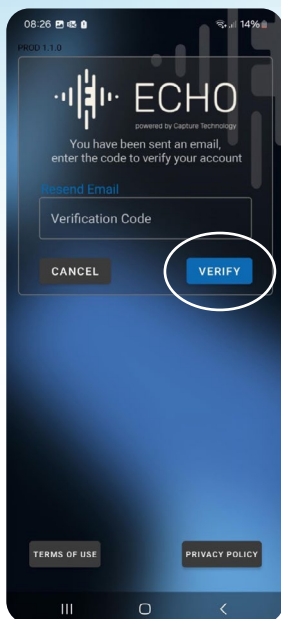 08:26 14%
PROD 1.1.0
ECHO
powered by Capture Technology
You have been sent an email,
enter the code to verify your account
Resend Email
Verification Code
CANCEL VERIFY
TERMS OF USE PRIVACY POLICY